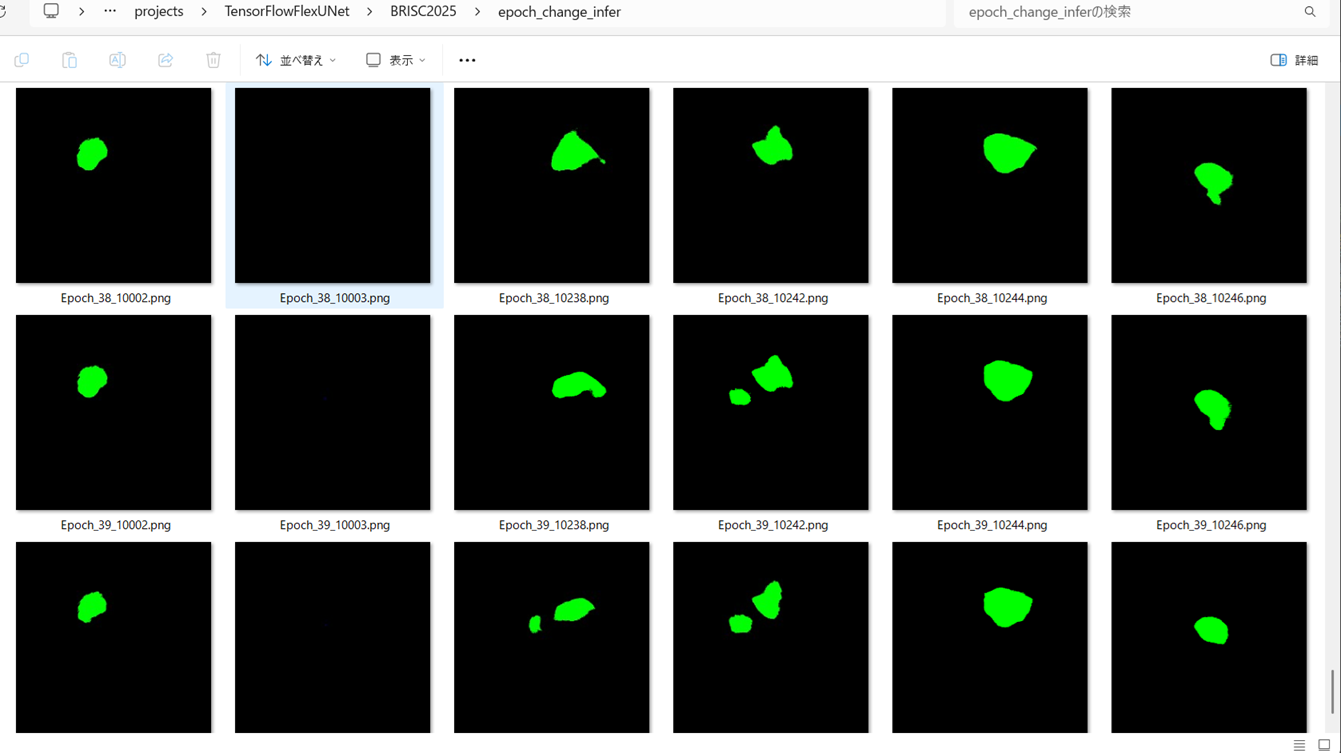 projects > TensorFlowFlexUNet > BRISC2025 > epoch_change_infer
epoch_change_inferの検索
並べ替え 表示 ... 詳細
Epoch_38_10002.png Epoch_38_10003.png Epoch_38_10238.png Epoch_38_10242.png Epoch_38_10244.png Epoch_38_10246.png
Epoch_39_10002.png Epoch_39_10003.png Epoch_39_10238.png Epoch_39_10242.png Epoch_39_10244.png Epoch_39_10246.png